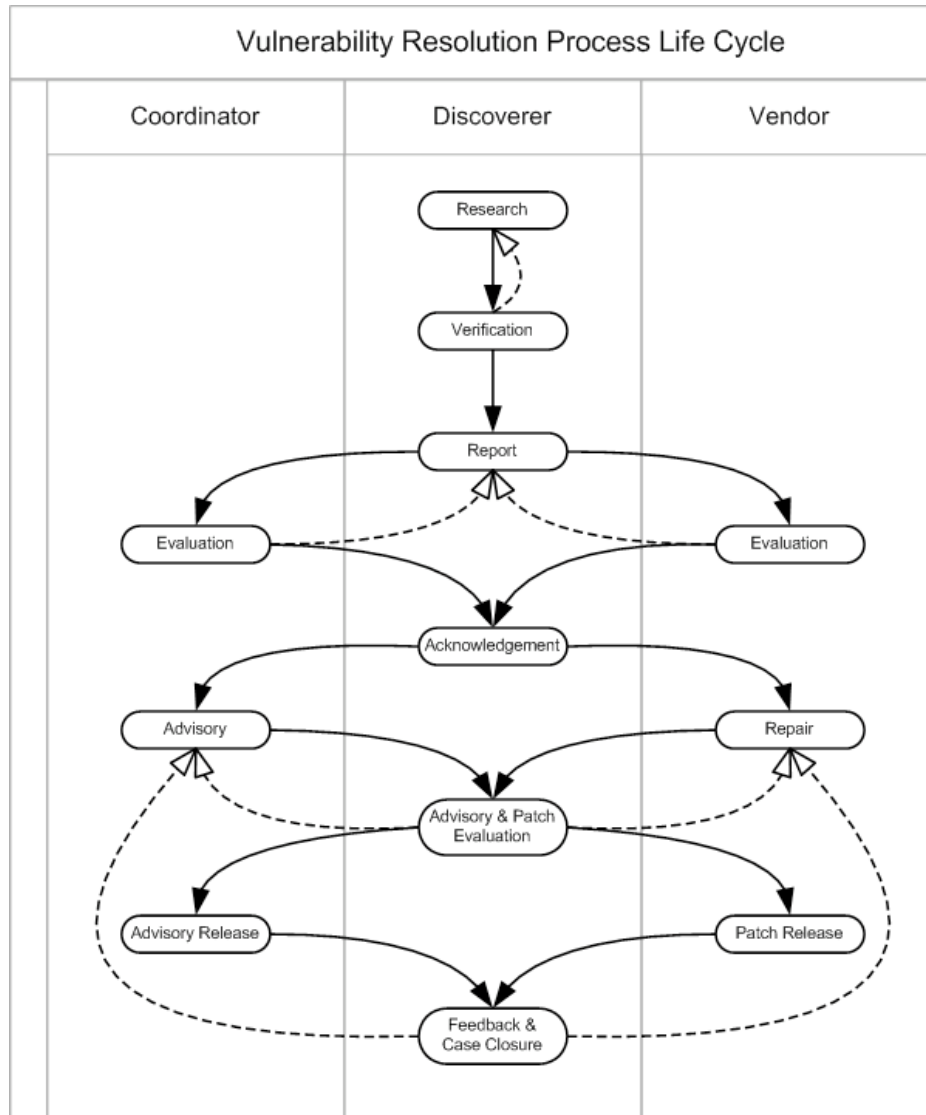 Vulnerability Resolution Process Life Cycle
Coordinator
Discoverer
Vendor
Research
Verification
Report
Evaluation
Evaluation
Acknowledgement
Advisory
Repair
Advisory & Patch
Evaluation
Advisory Release
Patch Release
Feedback &
Case Closure